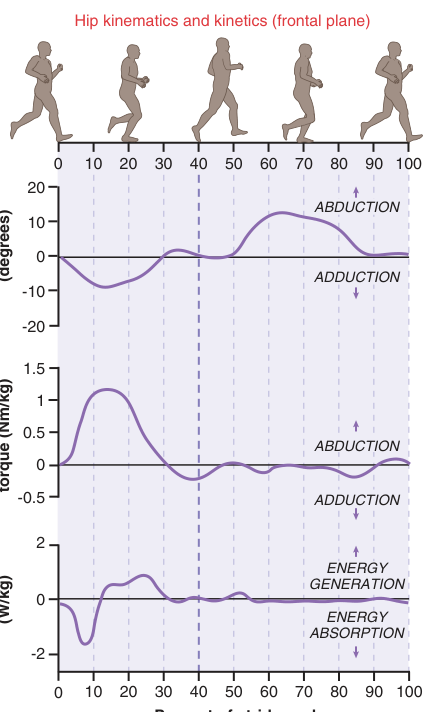 Hip kinematics and kinetics (frontal plane)
0 10 20 30 40 50 60 70 80 90 100
(degrees)
20
10
0
-10
-20
ABDUCTION
ADDUCTION
torque (Nm/kg)
1.5
1
0.5
0
-0.5
ABDUCTION
ADDUCTION
(W/kg)
2
0
-2
ENERGY
GENERATION
ENERGY
ABSORPTION
0 10 20 30 40 50 60 70 80 90 100